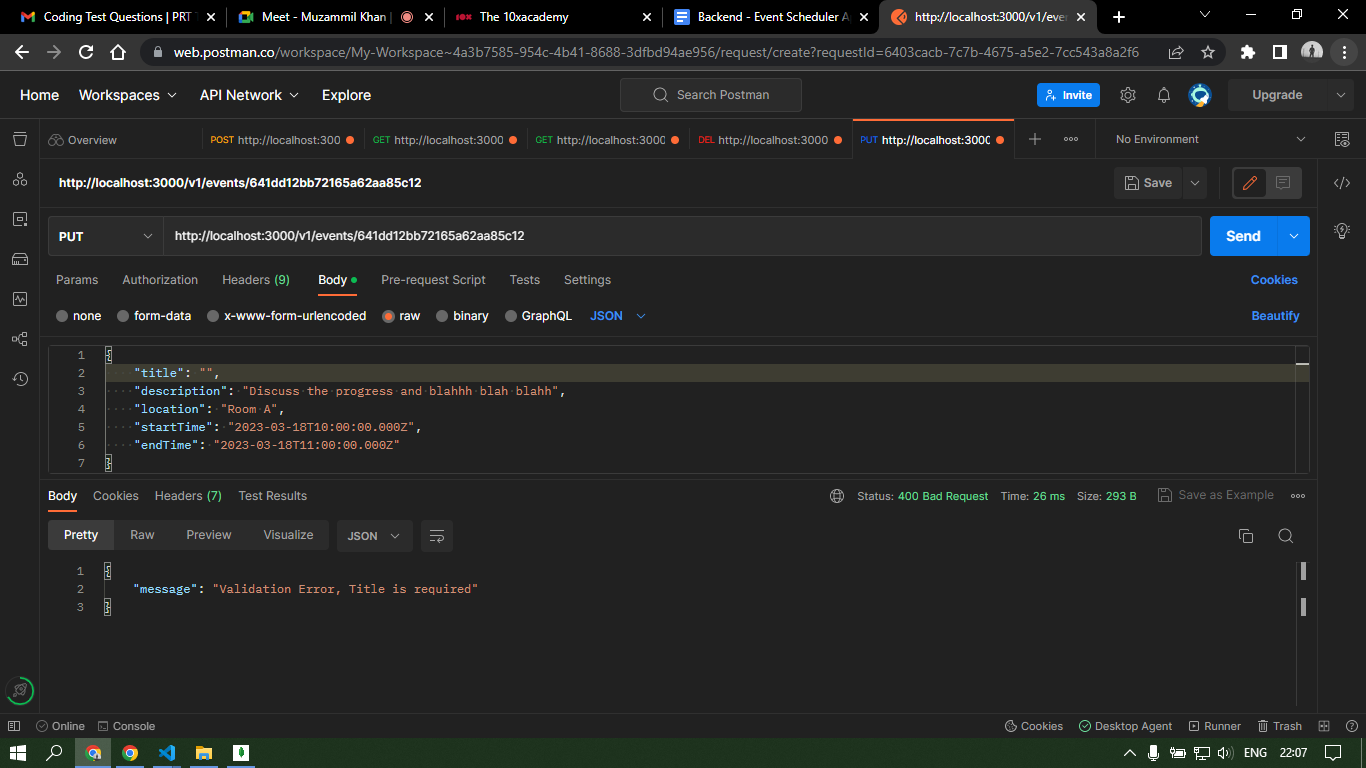 Coding Test Questions | PRT T
Meet - Muzammil Khan |
The 10xacademy
Backend - Event Scheduler A
http://localhost:3000/v1/ever
web.postman.co/workspace/My-Workspace~4a3b7585-954c-4b41-8688-3dfbd94ae956/request/create?requestId=6403cacb-7c7b-4675-a5e2-7cc543a8a2f6
Home Workspaces API Network Explore Search Postman Invite Upgrade
Overview POST http://localhost:300 GET http://localhost:3000 GET http://localhost:3000 DEL http://localhost:3000 PUT http://localhost:3000 No Environment
http://localhost:3000/v1/events/641dd12bb72165a62aa85c12 Save
PUT http://localhost:3000/v1/events/641dd12bb72165a62aa85c12 Send
Params Authorization Headers (9) Body Pre-request Script Tests Settings Cookies
none form-data x-www-form-urlencoded raw binary GraphQL JSON Beautify
1 {
2 "title": "",
3 "description": "Discuss the progress and blahhh blah blahh",
4 "location": "Room A",
5 "startTime": "2023-03-18T10:00:00.000Z",
6 "endTime": "2023-03-18T11:00:00.000Z"
7 }
Body Cookies Headers (7) Test Results Status: 400 Bad Request Time: 26 ms Size: 293 B Save as Example
Pretty Raw Preview Visualize JSON
1 {
2 "message": "Validation Error, Title is required"
3 }
Online Console Cookies Desktop Agent Runner Trash
ENG 22:07